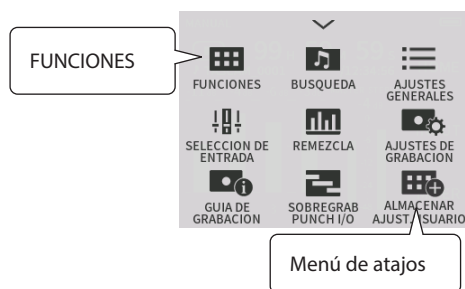 FUNCIONES
FUNCIONES
BUSQUEDA
AJUSTES
GENERALES
SELECCION DE
ENTRADA
REMEZCLA
AJUSTES DE
GRABACION
GUIA DE
GRABACION
SOBREGRAB
PUNCH I/O
ALMACENAR
AJUST.USUARIO
Menú de atajos